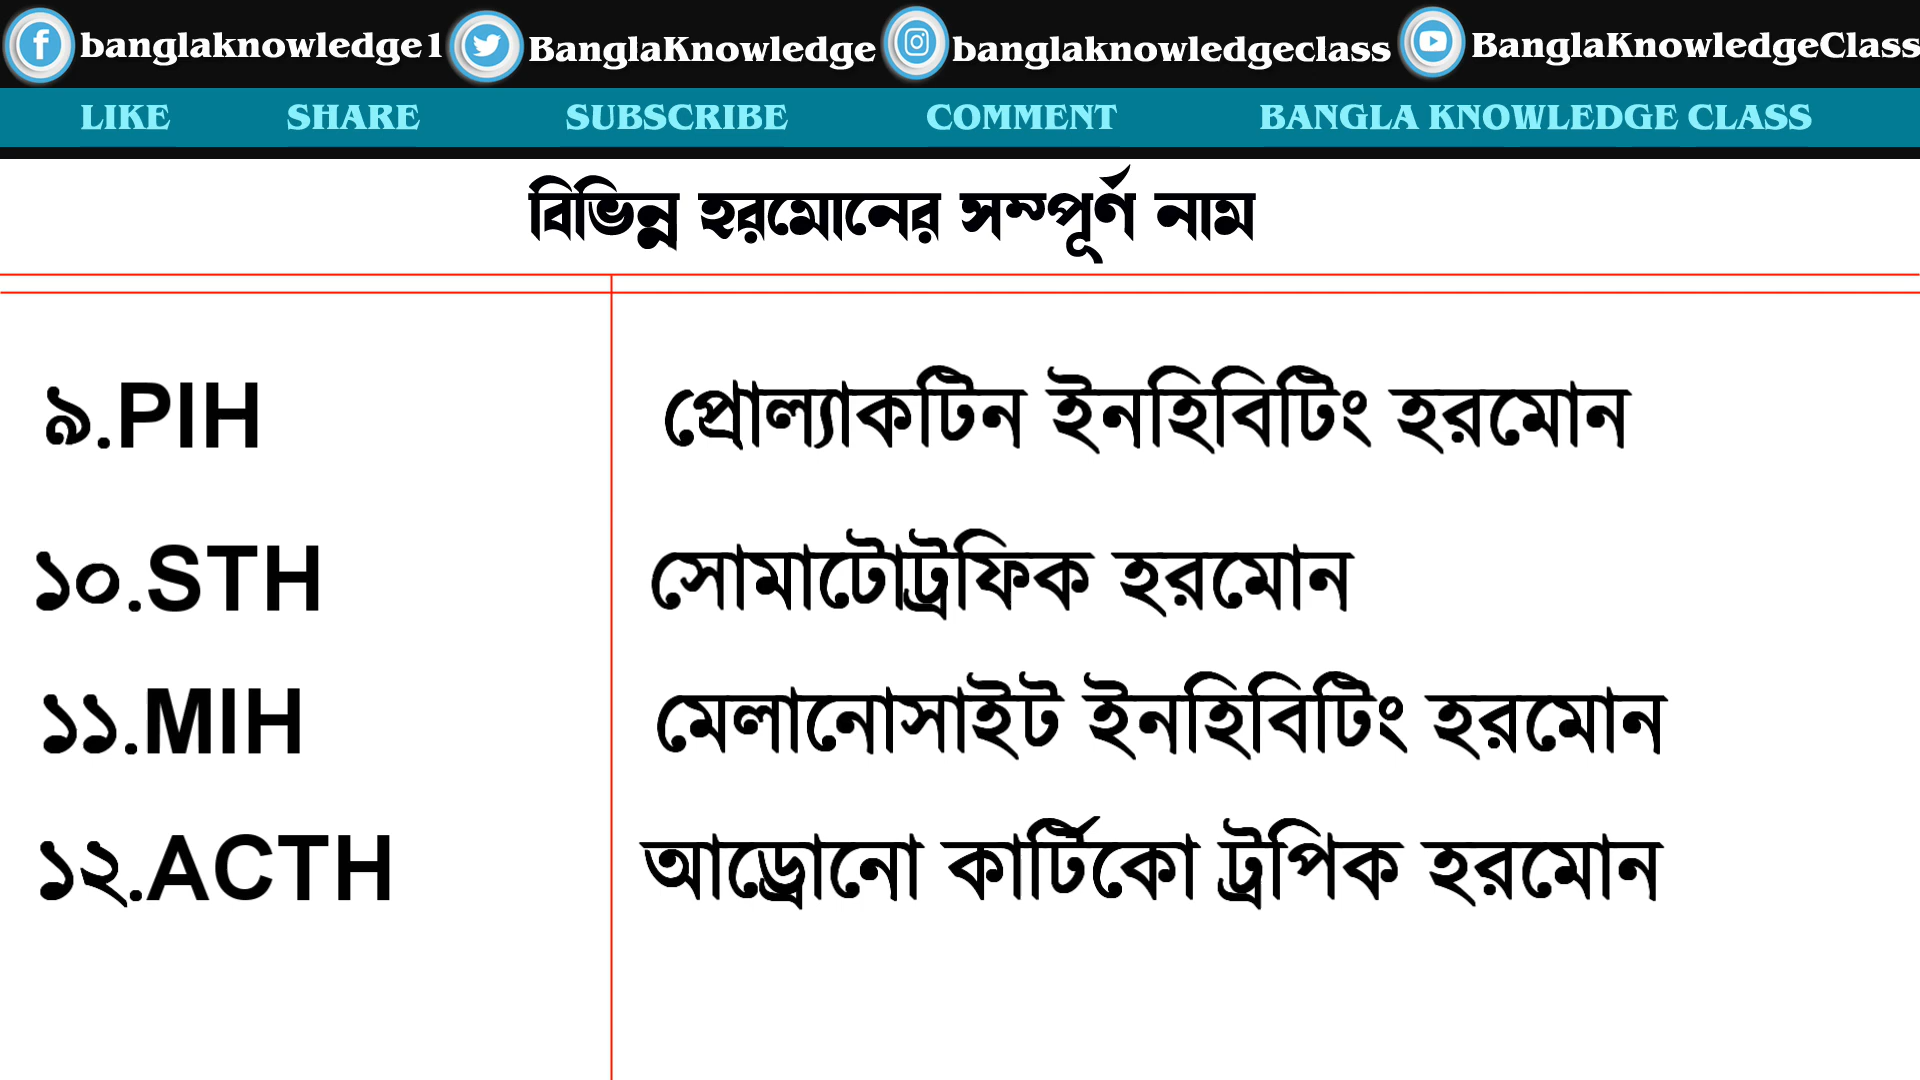 banglaknowledge1 BanglaKnowledge banglaknowledgeclass BanglaKnowledgeClass
LIKE SHARE SUBSCRIBE COMMENT BANGLA KNOWLEDGE CLASS
বিভিন্ন হরমোনের সম্পূর্ণ নাম
৯.PIH প্রোল্যাকটিন ইনহিবিটিং হরমোন
১০.STH সোমাটোট্রফিক হরমোন
১১.MIH মেলানোসাইট ইনহিবিটিং হরমোন
১২.ACTH আড্রোনো কার্টিকো ট্রপিক হরমোন